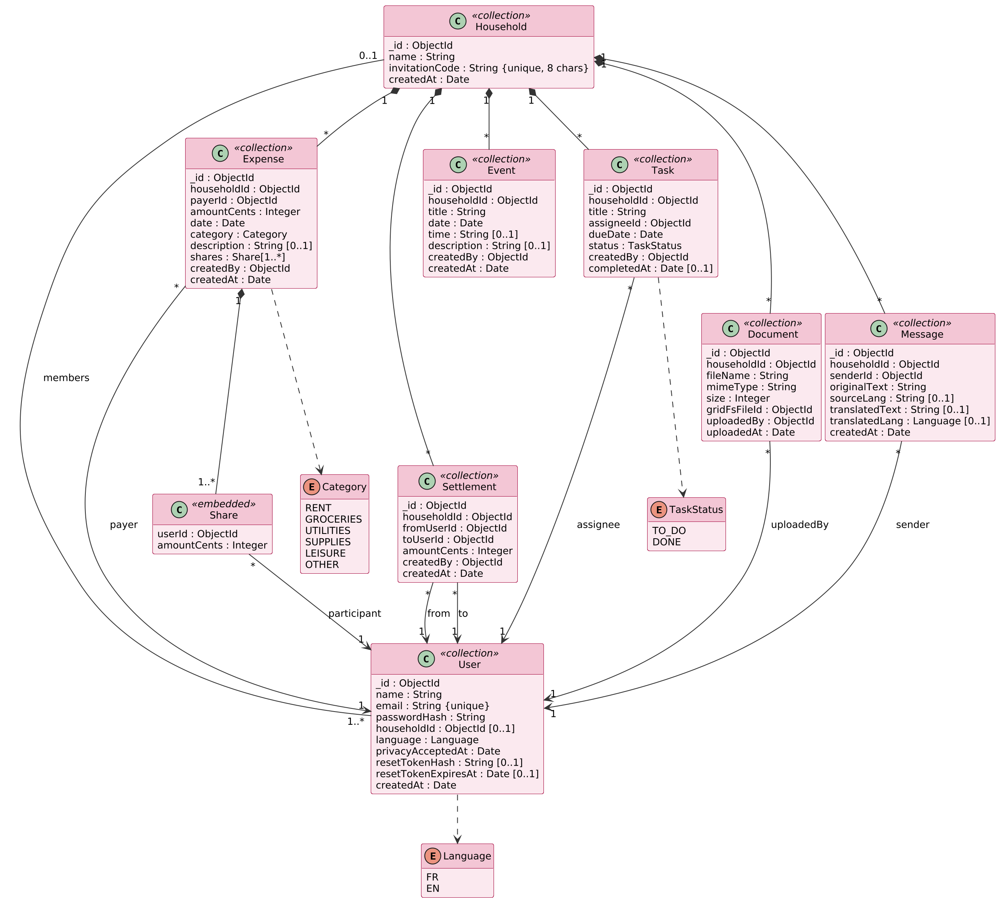 C
«collection»
Household
_id : ObjectId
name : String
invitationCode : String {unique, 8 chars}
createdAt : Date
0..1
1
1
1
1
1
1
*
*
*
C
«collection»
Expense
_id : ObjectId
householdId : ObjectId
payerId : ObjectId
amountCents : Integer
date : Date
category : Category
description : String [0..1]
shares : Share[1..*]
createdBy : ObjectId
createdAt : Date
C
«collection»
Event
_id : ObjectId
householdId : ObjectId
title : String
date : Date
time : String [0..1]
description : String [0..1]
createdBy : ObjectId
createdAt : Date
C
«collection»
Task
_id : ObjectId
householdId : ObjectId
title : String
assigneeId : ObjectId
dueDate : Date
status : TaskStatus
createdBy : ObjectId
completedAt : Date [0..1]
*
1
*
*
*
C
«collection»
Document
_id : ObjectId
householdId : ObjectId
fileName : String
mimeType : String
size : Integer
gridFsFileId : ObjectId
uploadedBy : ObjectId
uploadedAt : Date
C
«collection»
Message
_id : ObjectId
householdId : ObjectId
senderId : ObjectId
originalText : String
sourceLang : String [0..1]
translatedText : String [0..1]
translatedLang : Language [0..1]
createdAt : Date
members
*
*
*
1..*
C
«embedded»
Share
userId : ObjectId
amountCents : Integer
E
Category
RENT
GROCERIES
UTILITIES
SUPPLIES
LEISURE
OTHER
C
«collection»
Settlement
_id : ObjectId
householdId : ObjectId
fromUserId : ObjectId
toUserId : ObjectId
amountCents : Integer
createdBy : ObjectId
createdAt : Date
E
TaskStatus
TO_DO
DONE
payer
assignee
uploadedBy
sender
*
*
*
participant
from
to
1
1
1
1
C
«collection»
User
_id : ObjectId
name : String
email : String {unique}
passwordHash : String
householdId : ObjectId [0..1]
language : Language
privacyAcceptedAt : Date
resetTokenHash : String [0..1]
resetTokenExpiresAt : Date [0..1]
createdAt : Date
1
1..*
1
1
E
Language
FR
EN